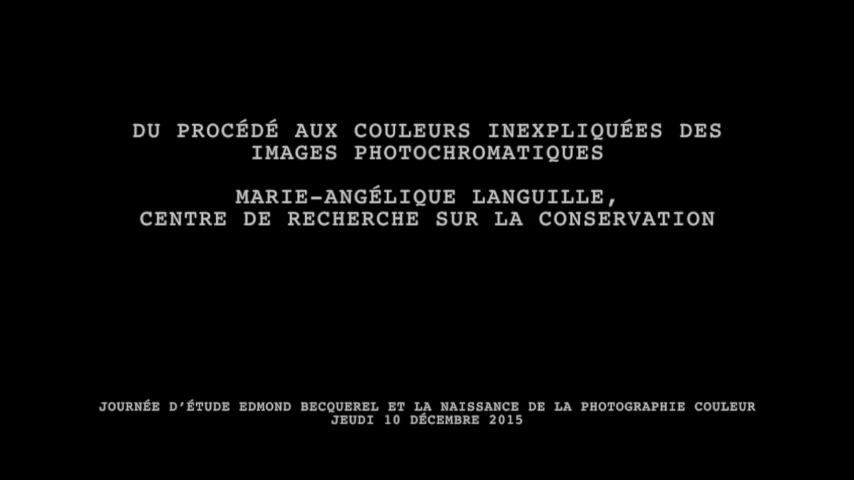 DU PROCÉDÉ AUX COULEURS INEXPLIQUÉES DES
IMAGES PHOTOCHROMATIQUES
MARIE-ANGÉLIQUE LANGUILLE,
CENTRE DE RECHERCHE SUR LA CONSERVATION
JOURNÉE D'ÉTUDE EDMOND BECQUEREL ET LA NAISSANCE DE LA PHOTOGRAPHIE COULEUR
JEUDI 10 DÉCEMBRE 2015